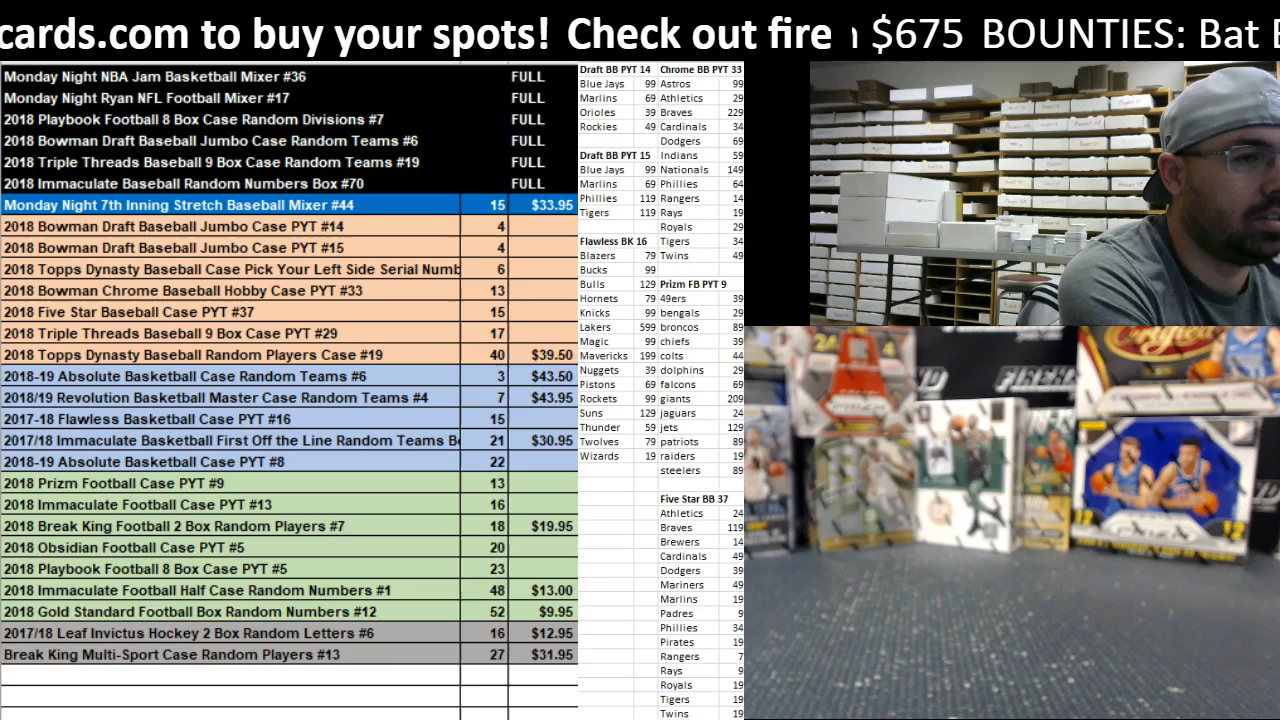 cards.com to buy your spots!  Check out fire
$675  BOUNTIES: Bat
Monday Night NBA Jam Basketball Mixer #36 FULL
Monday Night Ryan NFL Football Mixer #17 FULL
2018 Playbook Football 8 Box Case Random Divisions #7 FULL
2018 Bowman Draft Baseball Jumbo Case Random Teams #6 FULL
2018 Triple Threads Baseball 9 Box Case Random Teams #19 FULL
2018 Immaculate Baseball Random Numbers Box #70 FULL
Monday Night 7th Inning Stretch Baseball Mixer #44 15 $33.95
2018 Bowman Draft Baseball Jumbo Case PYT #14 4
2018 Bowman Draft Baseball Jumbo Case PYT #15 4
2018 Topps Dynasty Baseball Case Pick Your Left Side Serial Numb 6
2018 Bowman Chrome Baseball Hobby Case PYT #33 13
2018 Five Star Baseball Case PYT #37 15
2018 Triple Threads Baseball 9 Box Case PYT #29 17
2018 Topps Dynasty Baseball Random Players Case #19 40 $39.50
2018-19 Absolute Basketball Case Random Teams #6 3 $43.50
2018/19 Revolution Basketball Master Case Random Teams #4 7 $43.95
2017-18 Flawless Basketball Case PYT #16 15
2017/18 Immaculate Basketball First Off the Line Random Teams Bo 21 $30.95
2018-19 Absolute Basketball Case PYT #8 22
2018 Prizm Football Case PYT #9 13
2018 Immaculate Football Case PYT #13 16
2018 Break King Football 2 Box Random Players #7 18 $19.95
2018 Obsidian Football Case PYT #5 20
2018 Playbook Football 8 Box Case PYT #5 23
2018 Immaculate Football Half Case Random Numbers #1 48 $13.00
2018 Gold Standard Football Box Random Numbers #12 52 $9.95
2017/18 Leaf Invictus Hockey 2 Box Random Letters #6 16 $12.95
Break King Multi-Sport Case Random Players #13 27 $31.95
Draft BB PYT 14
Blue Jays 99
Marlins 69
Orioles 39
Rockies 49
Draft BB PYT 15
Blue Jays 99
Marlins 69
Phillies 119
Tigers 119
Flawless BK 16
Blazers 79
Bucks 99
Bulls 129
Hornets 79
Knicks 99
Lakers 599
Magic 99
Mavericks 199
Nuggets 39
Pistons 69
Rockets 99
Suns 129
Thunder 59
Twolves 79
Wizards 19
Chrome BB PYT 33
Astros 99
Athletics 29
Braves 229
Cardinals 34
Dodgers 69
Indians 59
Nationals 149
Phillies 64
Rangers 14
Rays 19
Royals 29
Tigers 34
Twins 49
Prizm FB PYT 9
49ers 39
bengals 29
broncos 89
chiefs 39
colts 44
dolphins 29
falcons 69
giants 209
jaguars 24
jets 129
patriots 89
raiders 19
steelers 89
Five Star BB 37
Athletics 24
Braves 119
Brewers 14
Cardinals 49
Dodgers 39
Mariners 49
Marlins 19
Padres 9
Phillies 34
Pirates 19
Rangers 7
Rays 9
Royals 19
Tigers 19
Twins 19
Certified
PRIZM
12
12